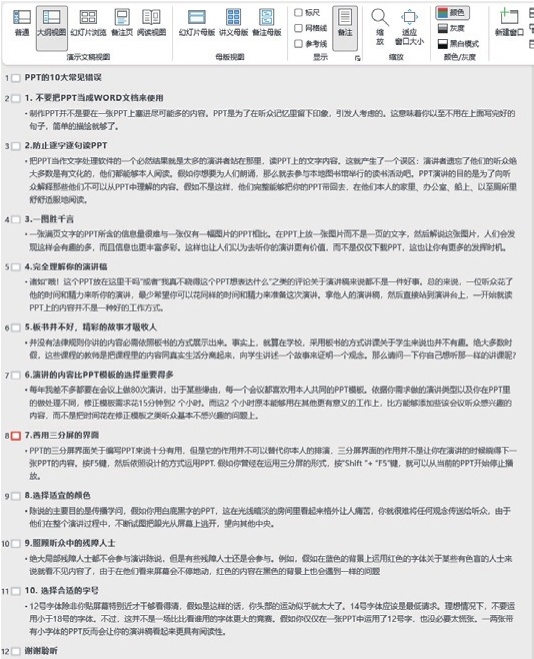 普通
大纲视图
幻灯片浏览
备注页
阅读视图
幻灯片母版
讲义母版
备注母版
标尺
网格线
参考线
备注
缩放
适应窗口大小
颜色
灰度
黑白模式
新建窗口
演示文稿视图
母版视图
显示
缩放
颜色/灰度
1 PPT的10大常见错误
2 1. 不要把PPT当成WORD文档来使用
• 制作PPT并不是要在一张PPT上塞进尽可能多的内容。PPT是为了在听众记忆里留下印象，引发人考虑的。这意味着你以至不用在上面写完好的
句子，简单的描绘就够了。
3 2.防止逐字逐句读PPT
• 把PPT当作文字处理软件的一个必然结果就是太多的演讲者站在那里，读PPT上的文字内容。这就产生了一个误区：演讲者遗忘了他们的听众绝
大多数是有文化的，他们都能够本人阅读。假如你想要为人们朗诵，那么就去参与本地图书馆举行的读书活动吧。PPT演讲的目的是为了向听
众解释那些他们不可以从PPT中理解的内容。假如不是这样，他们完整能够把你的PPT带回去，在他们本人的家里、办公室、船上、以至厕所里
舒舒适服地阅读。
4 3.一图胜千言
• 一张满页文字的PPT所含的信息量很难与一张仅有一幅图片的PPT相比。在PPT上放一张图片而不是一页的文字，然后解说这张图片，人们会发
现这样会有趣的多，而且信息也更丰富多彩。这样也让人们以为去听你的演讲更有价值，而不是仅仅下载PPT，这也让你有更多的发挥时机。
5 4.完全理解你的演讲稿
• 诸如"哦！这个PPT放在这里干吗"或者"我真不晓得这个PPT想表达什么"之类的评论关于演讲稿来说都不是一件好事。总的来说，一位听众花了
他的时间和精力来听你的演讲，最少希望你可以花同样的时间和精力来准备这次演讲。拿他人的演讲稿，然后直接站到演讲台上，一开始就读
PPT上的内容并不是一种好的工作方式。
6 5.板书并不好，精彩的故事才吸收人
• 并没有法律规则你讲的内容必需依照板书的方式展示出来。事实上，就算在学校，采用板书的方式讲课关于学生来说也并不有趣。绝大多数时
假，这些课程的教师是把课程里的内容同真实生活分离起来，向学生讲述一个故事来证明一个观念。那么请问一下你自己想听那一样的讲课呢?
7 6.演讲的内容比PPT模板的选择重要得多
• 每年我差不多都要在会议上做80次演讲，出于某些缘由，每一个会议都喜欢用本人共同的PPT模板。依据你需求做的演讲类型以及你在PPT里
的做处理不同，修正模板需求花15分钟到2 个小时。而这2 个小时原本能够用在其他更有意义的工作上，比方能够添加些该会议听众感兴趣的
内容，而不是把时间花在修正模板之类听众基本不感兴趣的问题上。
8 7.善用三分屏的界面
• PPT的三分屏界面关于编写PPT来说十分有用，但是它的作用并不可以替代你本人的排演，三分屏界面的作用并不是让你在演讲的时候晓得下一
张PPT的内容。按F5键，然后依照设计的方式运用PPT. 假如你曾经在运用三分屏的形式，按"Shift "+ "F5"键，就可以从当前的PPT开始停止播
放。
9 8.选择适宜的颜色
• 陈说的主要目的是传播学问，假如你用白底黑字的PPT，这在光线暗淡的房间里看起来格外让人痛苦，你就很难将任何观念传送给听众，由于
他们在整个演讲过程中，不断试图把眼光从屏幕上逃开，望向其他中央。
10 9.照顾听众中的残障人士
• 绝大局部残障人士都不会参与演讲陈说，但是有些残障人士还是会参与。例如，假如在蓝色的背景上运用红色的字体关于某些有色盲的人士来
说就看不见内容了，由于在他们看来屏幕会不停地动，红色的内容在黑色的背景上也会遇到一样的问题
11 10. 选择合适的字号
• 12号字体除非你贴屏幕特别近才干够看得清，假如是这样的话，你头部的运动似乎就太大了。14号字体应该是最低请求。理想情况下，不要运
用小于18号的字体。不过，这并不是一场比比看谁用的字体更大的竞赛。假如你仅仅在一张PPT中运用了12号字，也没必要太慌张。一两张带
有小字体的PPT反而会让你的演讲稿看起来更具有阅读性。
12 谢谢聆听